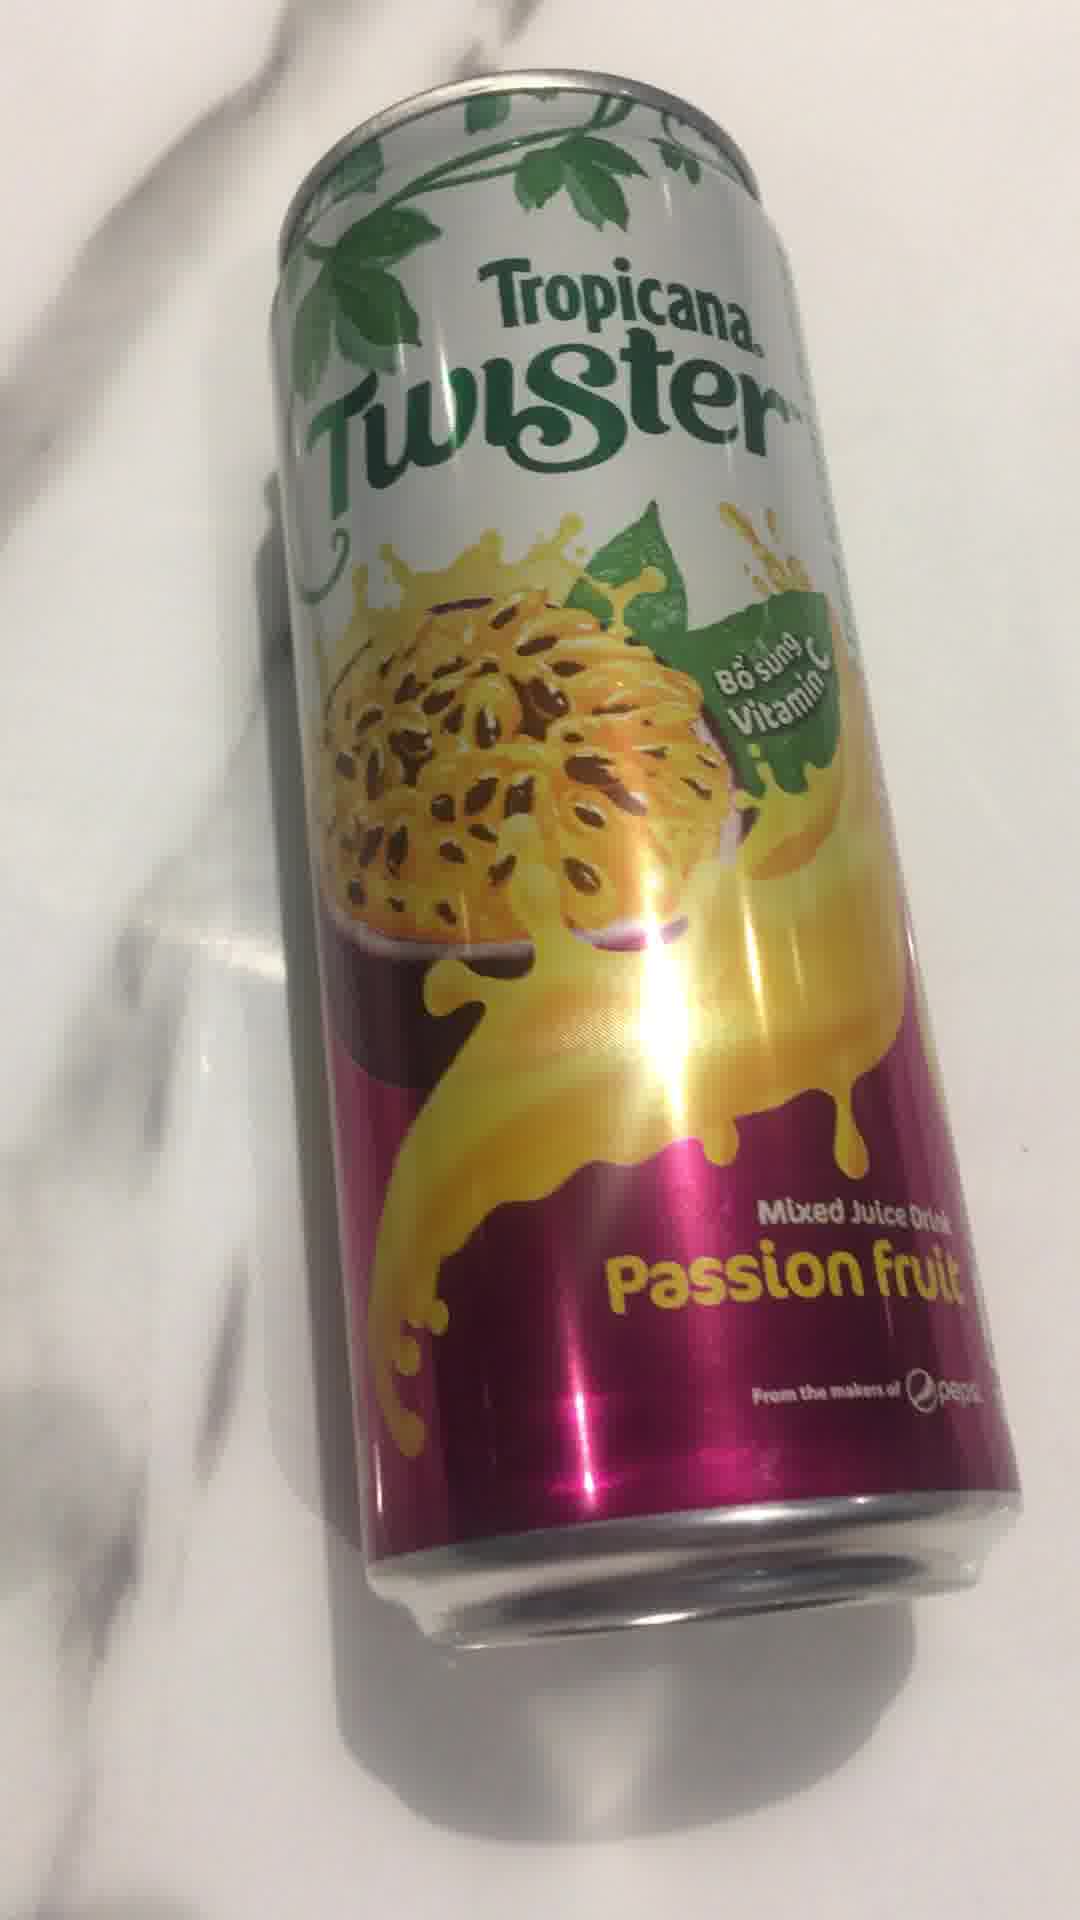 Tropicana
Twister
Bổ sung
Vitamin C
Mixed Juice Drink
Passion fruit
From the makers of pepsi